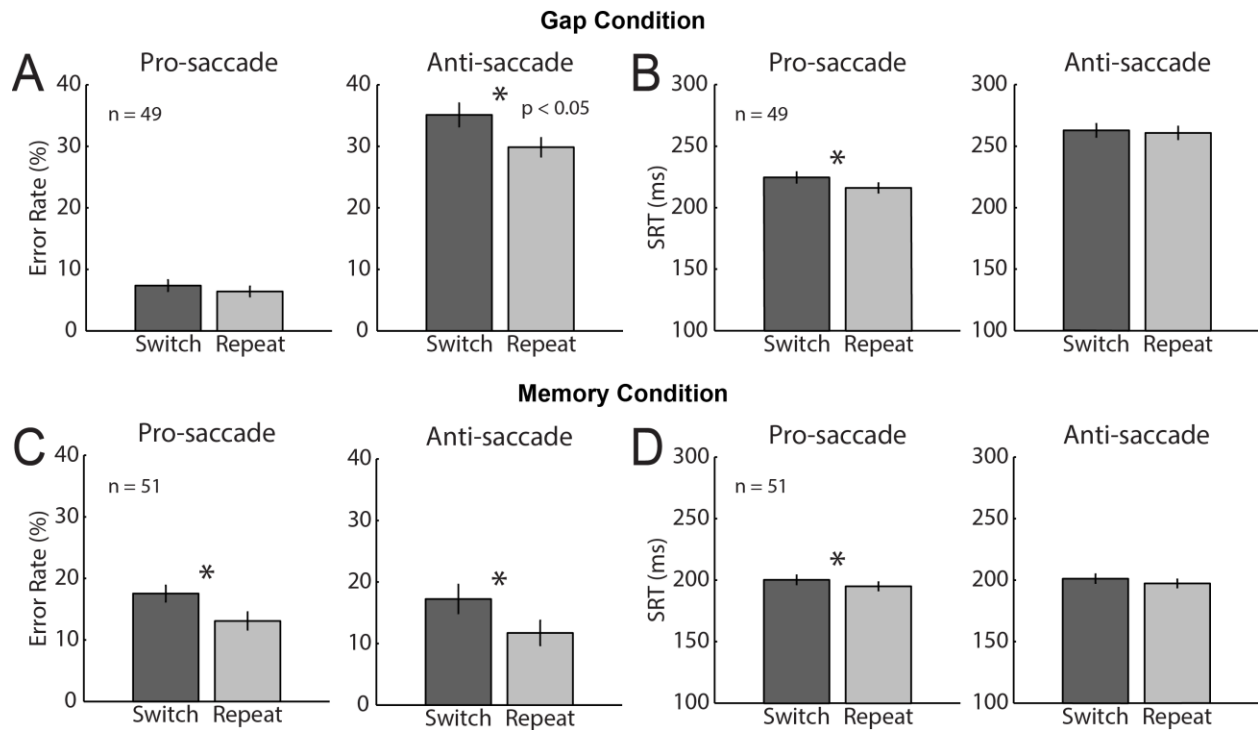 Gap Condition
A
Pro-saccade
40
30
20
10
0
Error Rate (%)
n = 49
Switch Repeat
Anti-saccade
40
30
20
10
0
*
p < 0.05
Switch Repeat
B
Pro-saccade
300
250
200
250
100
SRT (ms)
n = 49
*
Switch Repeat
Anti-saccade
300
250
200
250
100
Switch Repeat
Memory Condition
C
Pro-saccade
40
30
20
10
0
Error Rate (%)
n = 51
*
Switch Repeat
Anti-saccade
40
30
20
10
0
*
Switch Repeat
D
Pro-saccade
300
250
200
250
100
SRT (ms)
n = 51
*
Switch Repeat
Anti-saccade
300
250
200
250
100
Switch Repeat